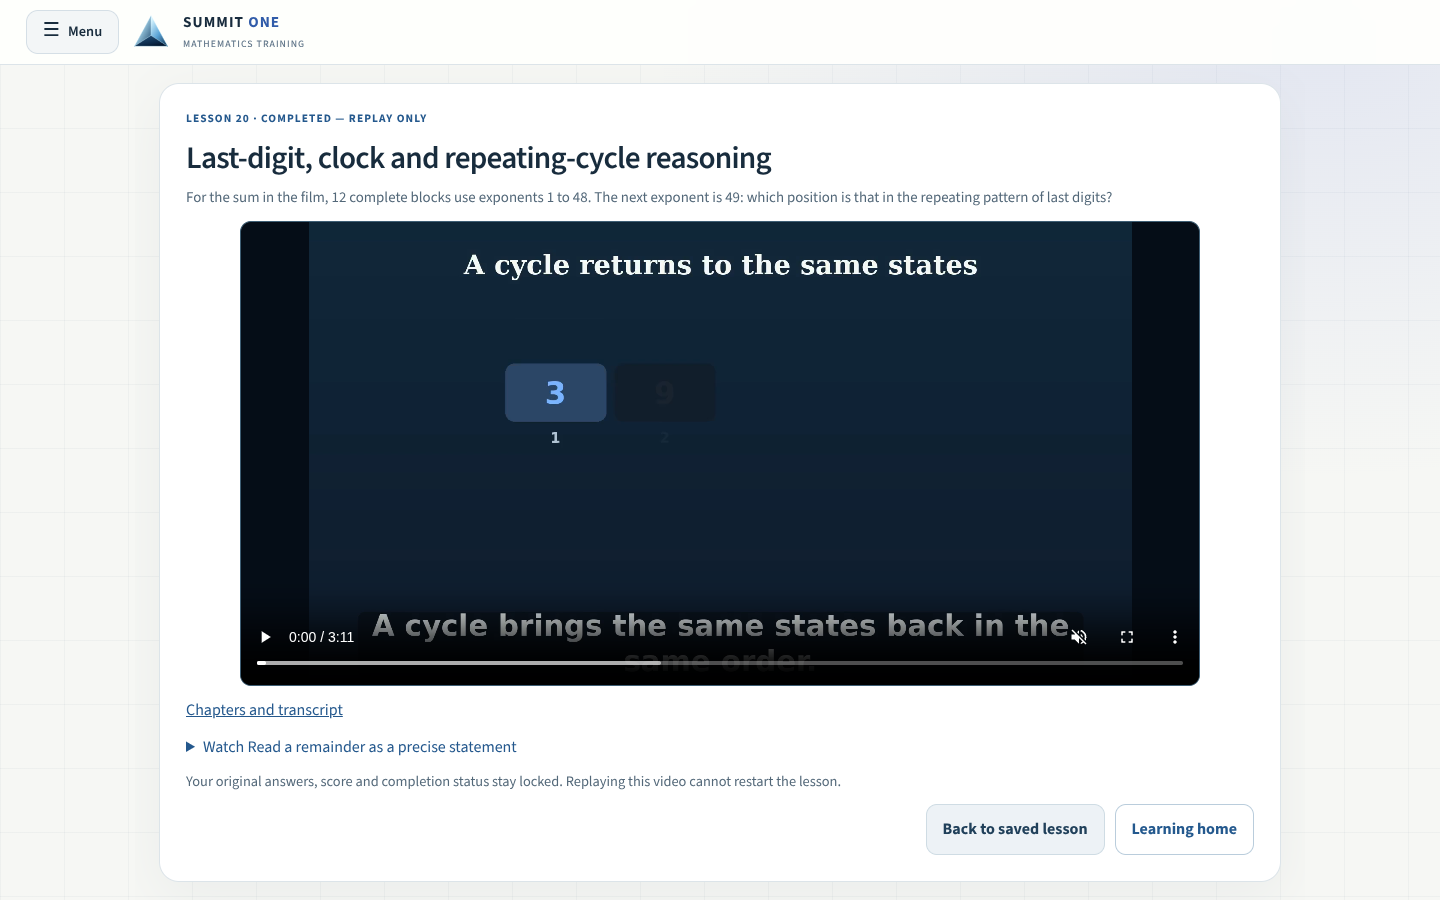 ☰ Menu
SUMMIT ONE
MATHEMATICS TRAINING
LESSON 20 · COMPLETED — REPLAY ONLY
Last-digit, clock and repeating-cycle reasoning
For the sum in the film, 12 complete blocks use exponents 1 to 48. The next exponent is 49: which position is that in the repeating pattern of last digits?
A cycle returns to the same states
3 9
1 2
A cycle brings the same states back in the
same order.
0:00 / 3:11
Chapters and transcript
Watch Read a remainder as a precise statement
Your original answers, score and completion status stay locked. Replaying this video cannot restart the lesson.
Back to saved lesson Learning home